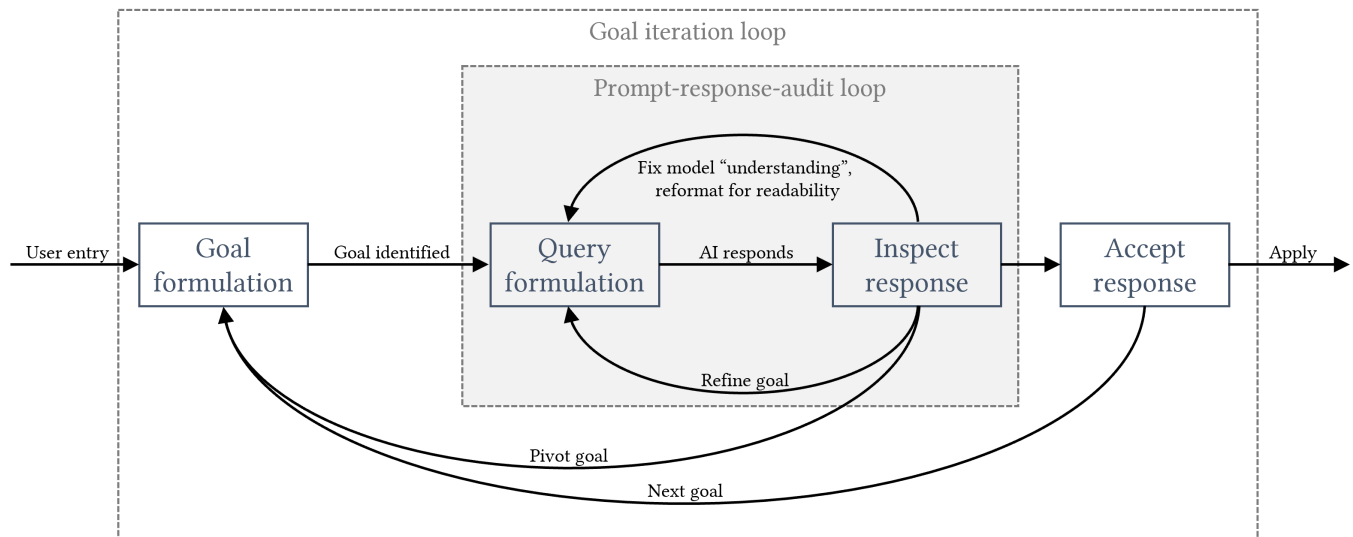 Goal iteration loop
Prompt-response-audit loop
Fix model “understanding”,
reformat for readability
User entry
Goal
formulation
Goal identified
Query
formulation
AI responds
Inspect
response
Accept
response
Apply
Refine goal
Pivot goal
Next goal